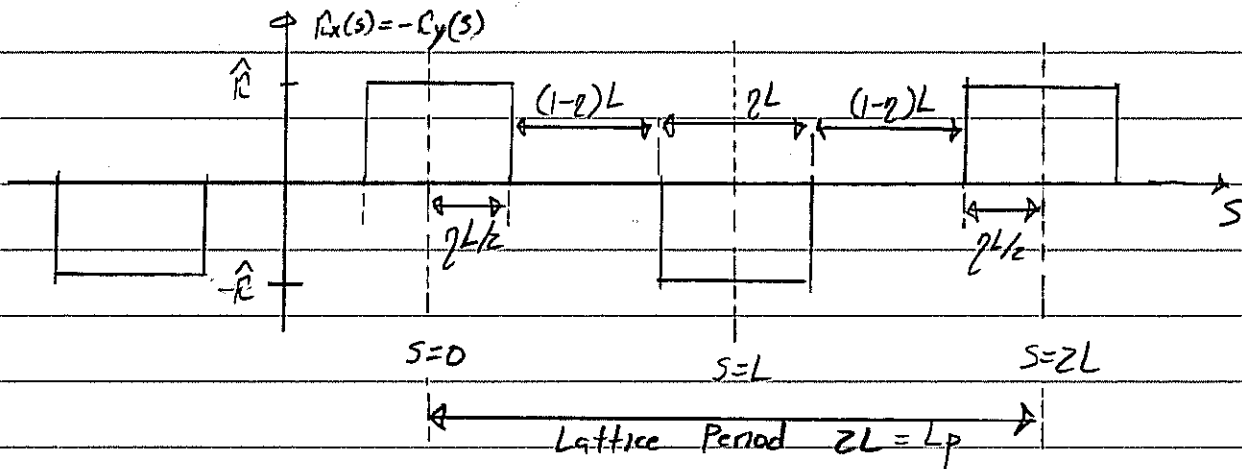 κx(s)=-κy(s)
κ̂
(1-η)L
ηL
(1-η)L
ηL/2
ηL/2
S
-κ̂
S=0
S=L
S=2L
Lattice Period 2L = Lp